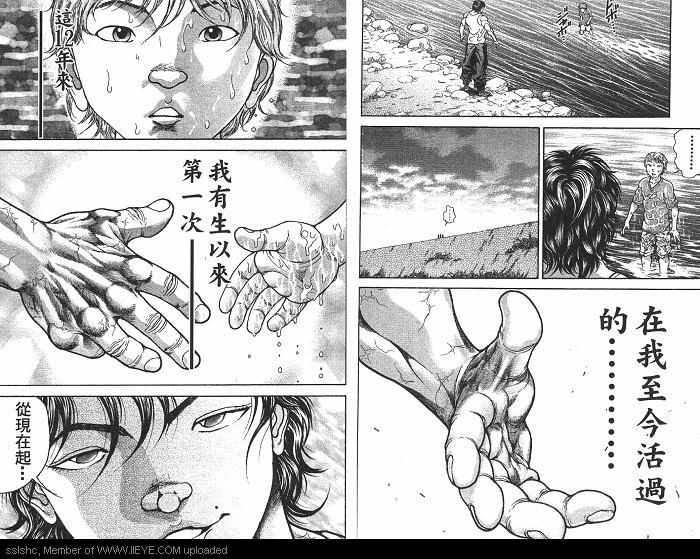 ………
在我至今活過
的…………
這12年來
我有生以來
第一次
從現在起…
sslshc, Member of WWW.IIEYE.COM uploaded